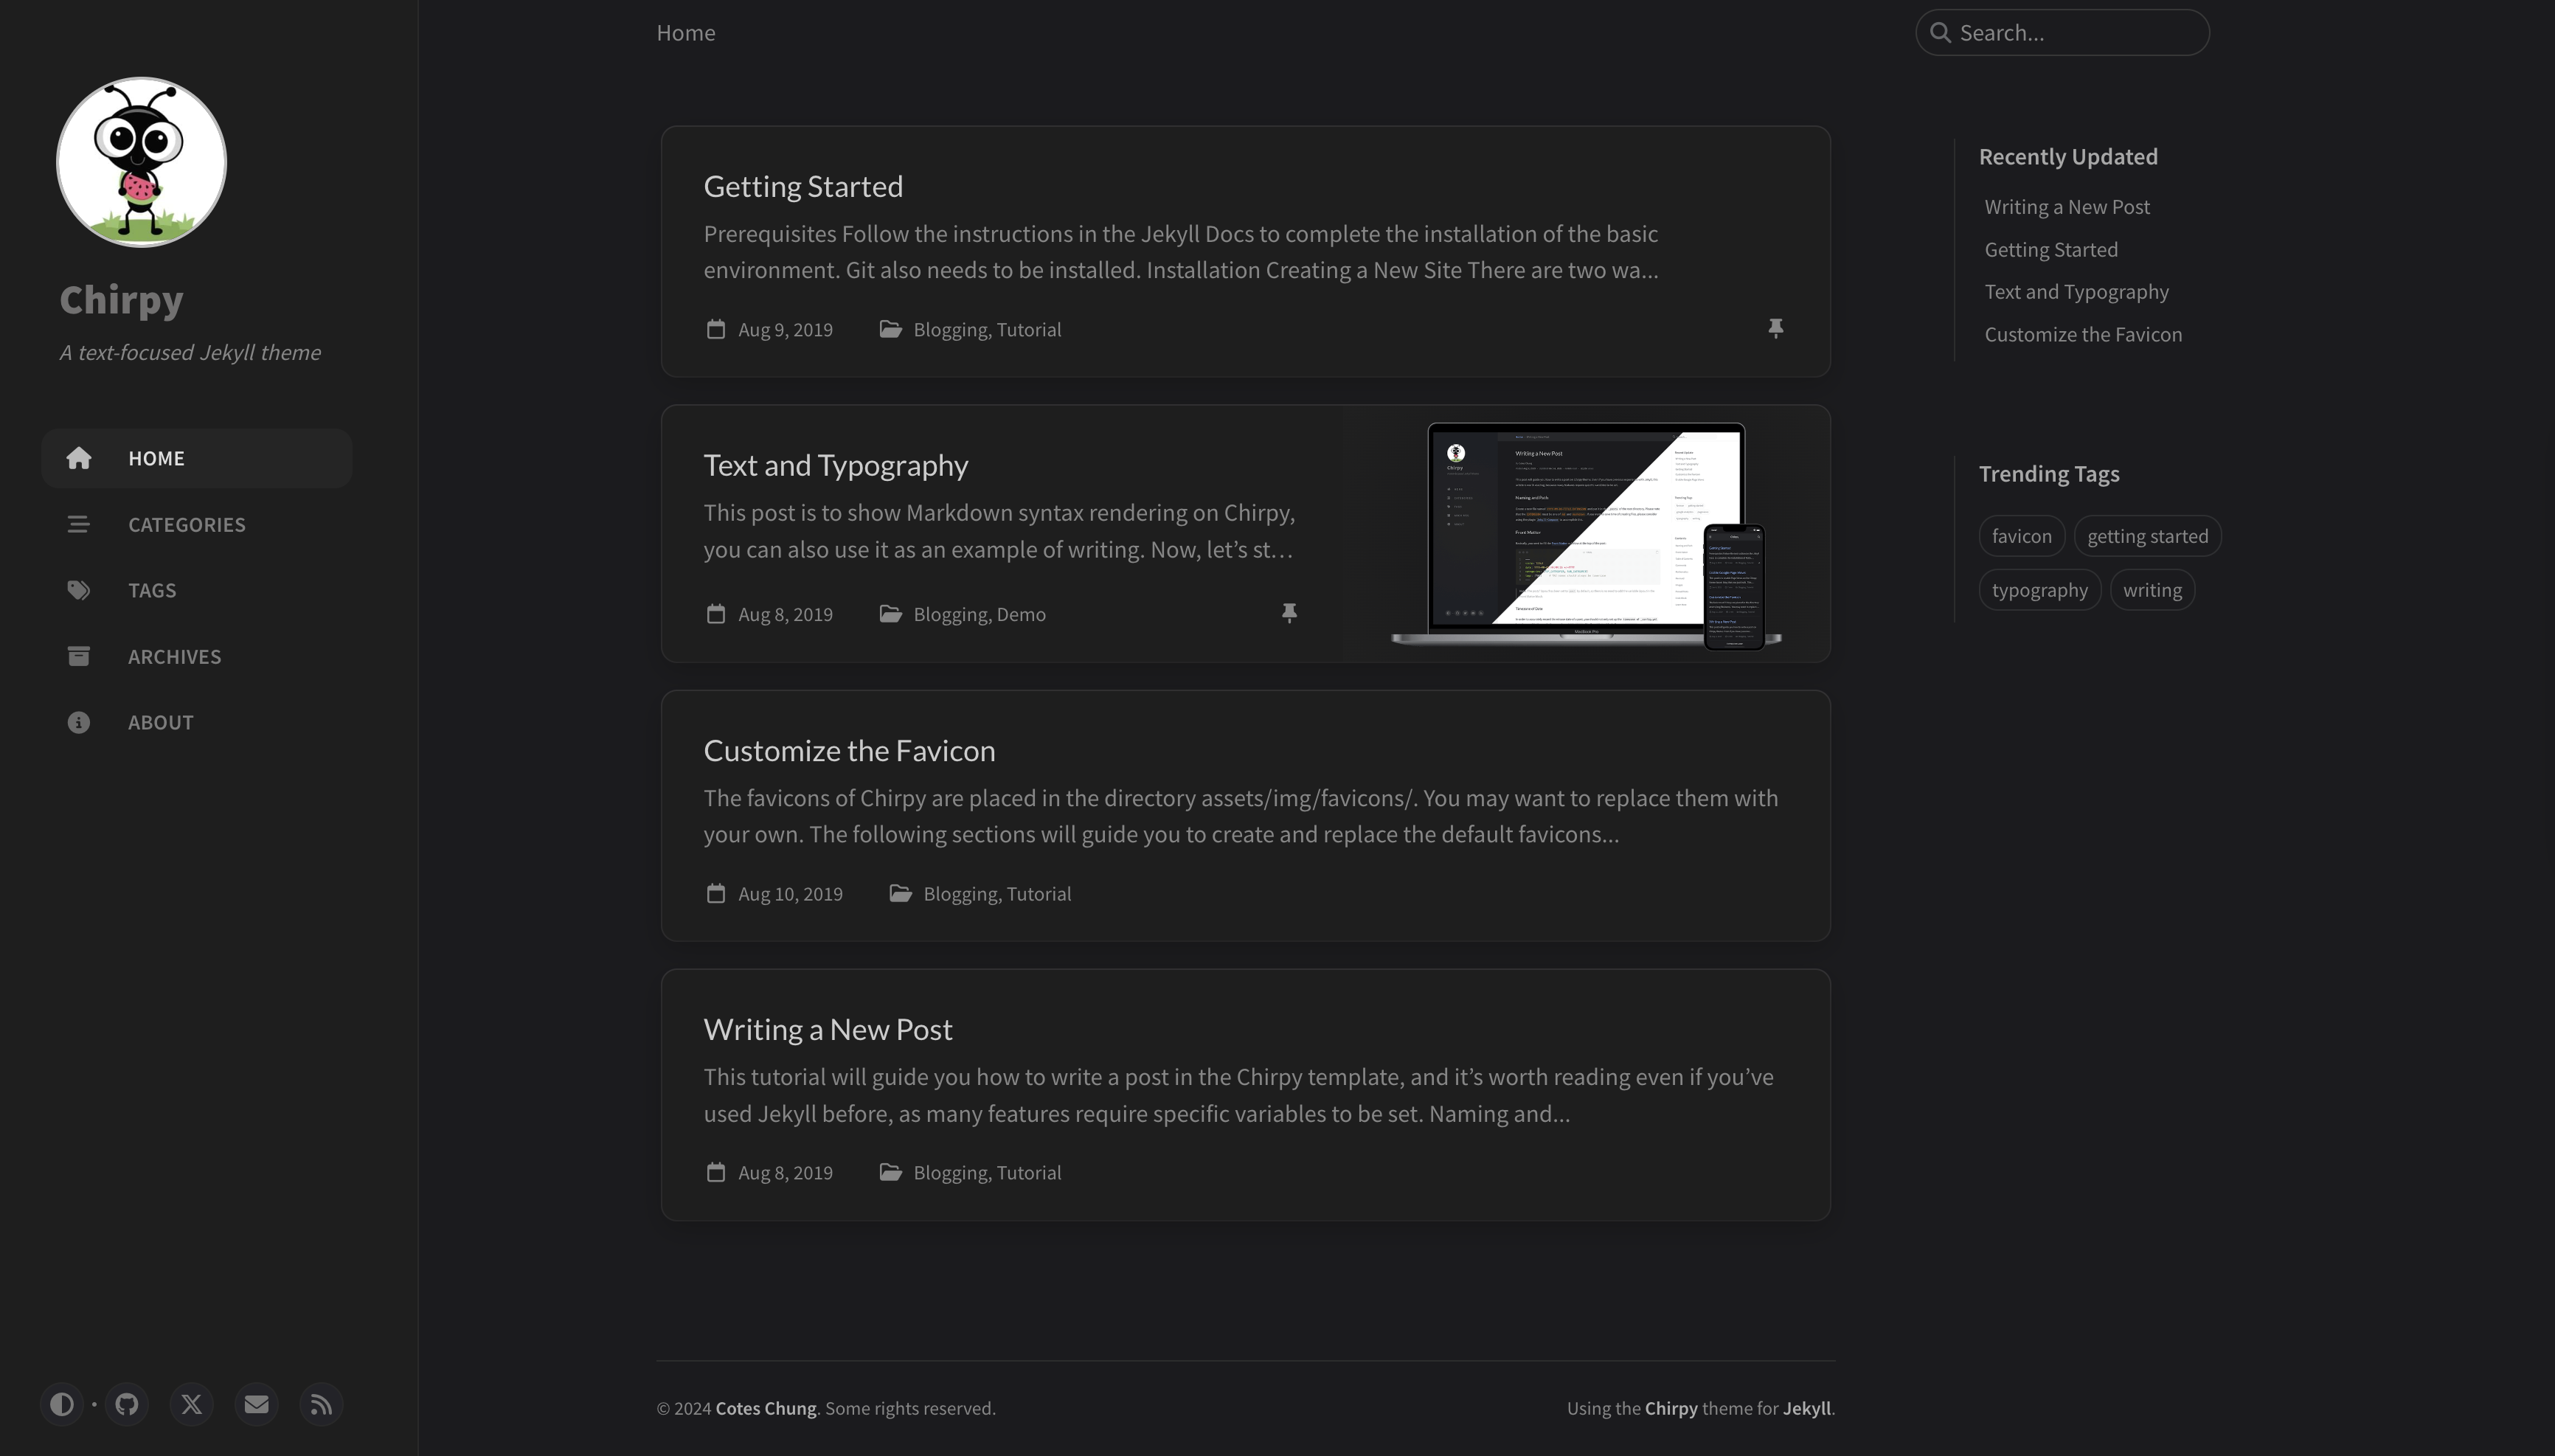 Chirpy
A text-focused Jekyll theme
HOME
CATEGORIES
TAGS
ARCHIVES
ABOUT
Home
Search...
Getting Started
Prerequisites Follow the instructions in the Jekyll Docs to complete the installation of the basic
environment. Git also needs to be installed. Installation Creating a New Site There are two wa...
Aug 9, 2019 Blogging, Tutorial
Text and Typography
This post is to show Markdown syntax rendering on Chirpy,
you can also use it as an example of writing. Now, let’s st...
Aug 8, 2019 Blogging, Demo
Writing a New Post
Chirpy
Customize the Favicon
The favicons of Chirpy are placed in the directory assets/img/favicons/. You may want to replace them with
your own. The following sections will guide you to create and replace the default favicons...
Aug 10, 2019 Blogging, Tutorial
Writing a New Post
This tutorial will guide you how to write a post in the Chirpy template, and it’s worth reading even if you’ve
used Jekyll before, as many features require specific variables to be set. Naming and...
Aug 8, 2019 Blogging, Tutorial
Recently Updated
Writing a New Post
Getting Started
Text and Typography
Customize the Favicon
Trending Tags
favicon getting started
typography writing
© 2024 Cotes Chung. Some rights reserved.
Using the Chirpy theme for Jekyll.